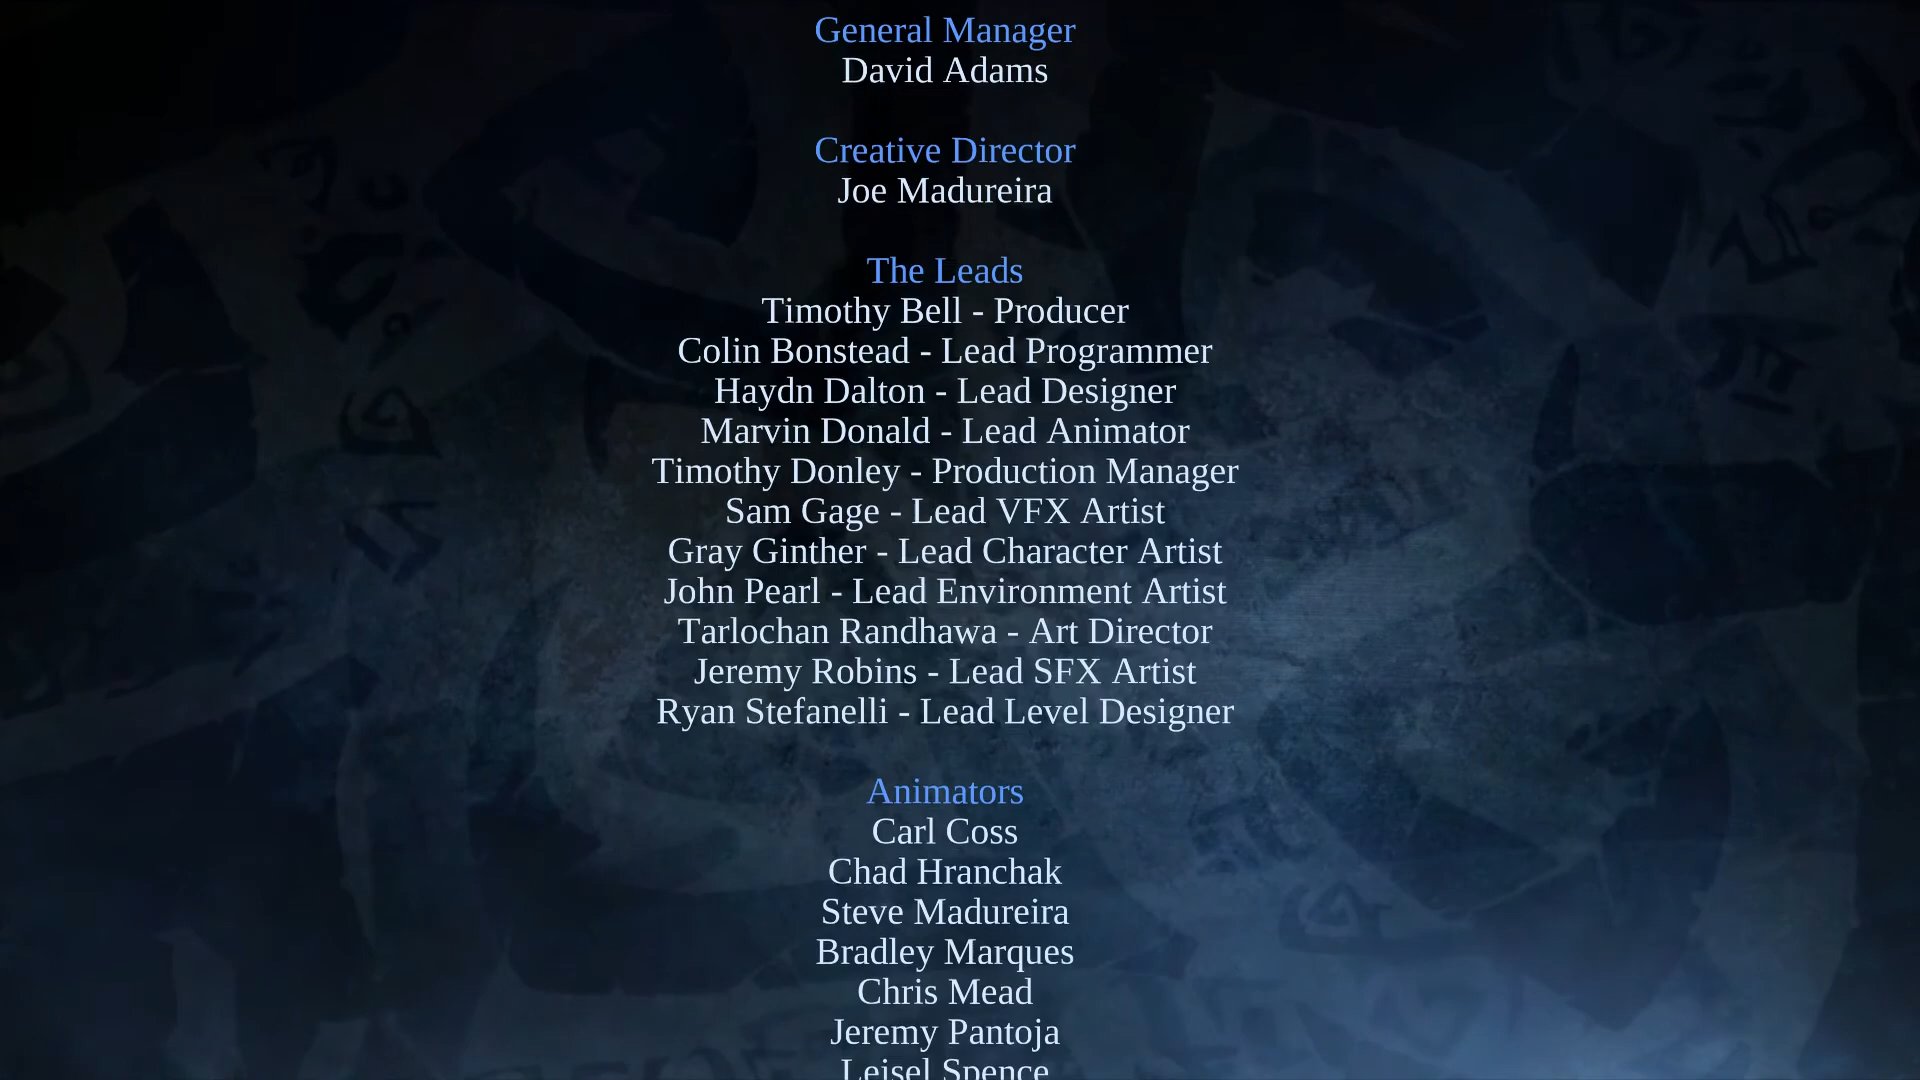 General Manager
David Adams
Creative Director
Joe Madureira
The Leads
Timothy Bell - Producer
Colin Bonstead - Lead Programmer
Haydn Dalton - Lead Designer
Marvin Donald - Lead Animator
Timothy Donley - Production Manager
Sam Gage - Lead VFX Artist
Gray Ginther - Lead Character Artist
John Pearl - Lead Environment Artist
Tarlochan Randhawa - Art Director
Jeremy Robins - Lead SFX Artist
Ryan Stefanelli - Lead Level Designer
Animators
Carl Coss
Chad Hranchak
Steve Madureira
Bradley Marques
Chris Mead
Jeremy Pantoja
Leisel Spence